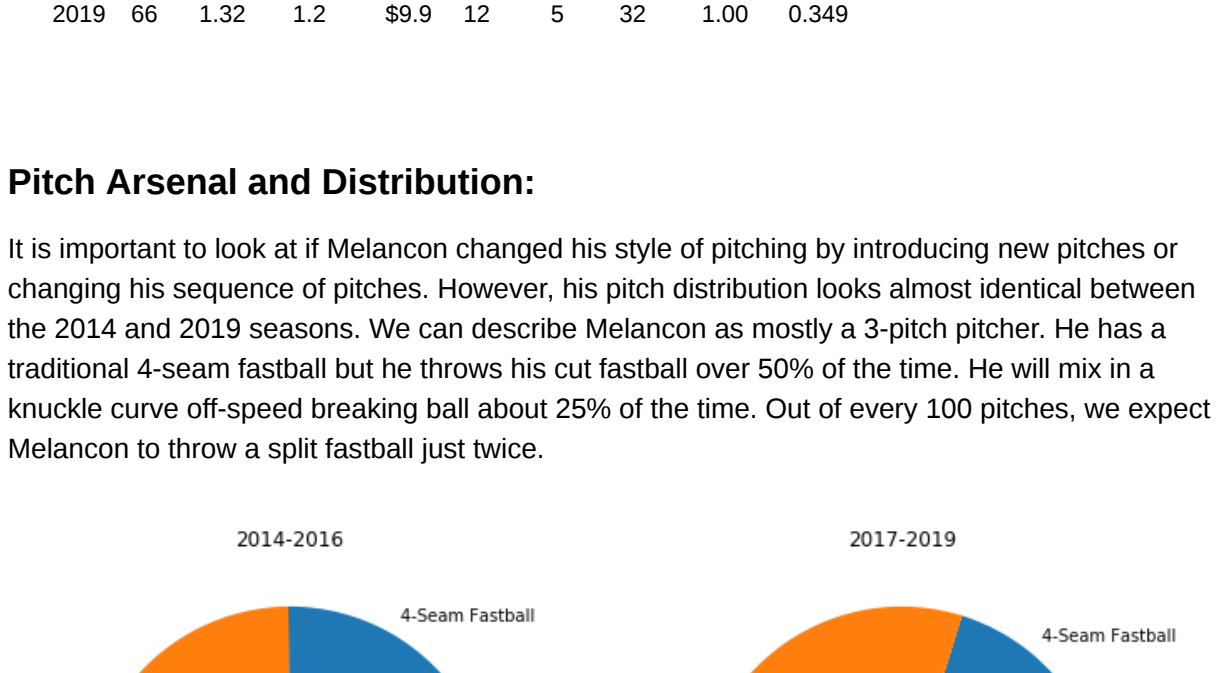 2019 66 1.32 1.2 $9.9 12 5 32 1.00 0.349
Pitch Arsenal and Distribution:
It is important to look at if Melancon changed his style of pitching by introducing new pitches or
changing his sequence of pitches. However, his pitch distribution looks almost identical between
the 2014 and 2019 seasons. We can describe Melancon as mostly a 3-pitch pitcher. He has a
traditional 4-seam fastball but he throws his cut fastball over 50% of the time. He will mix in a
knuckle curve off-speed breaking ball about 25% of the time. Out of every 100 pitches, we expect
Melancon to throw a split fastball just twice.
2014-2016
2017-2019
4-Seam Fastball
4-Seam Fastball